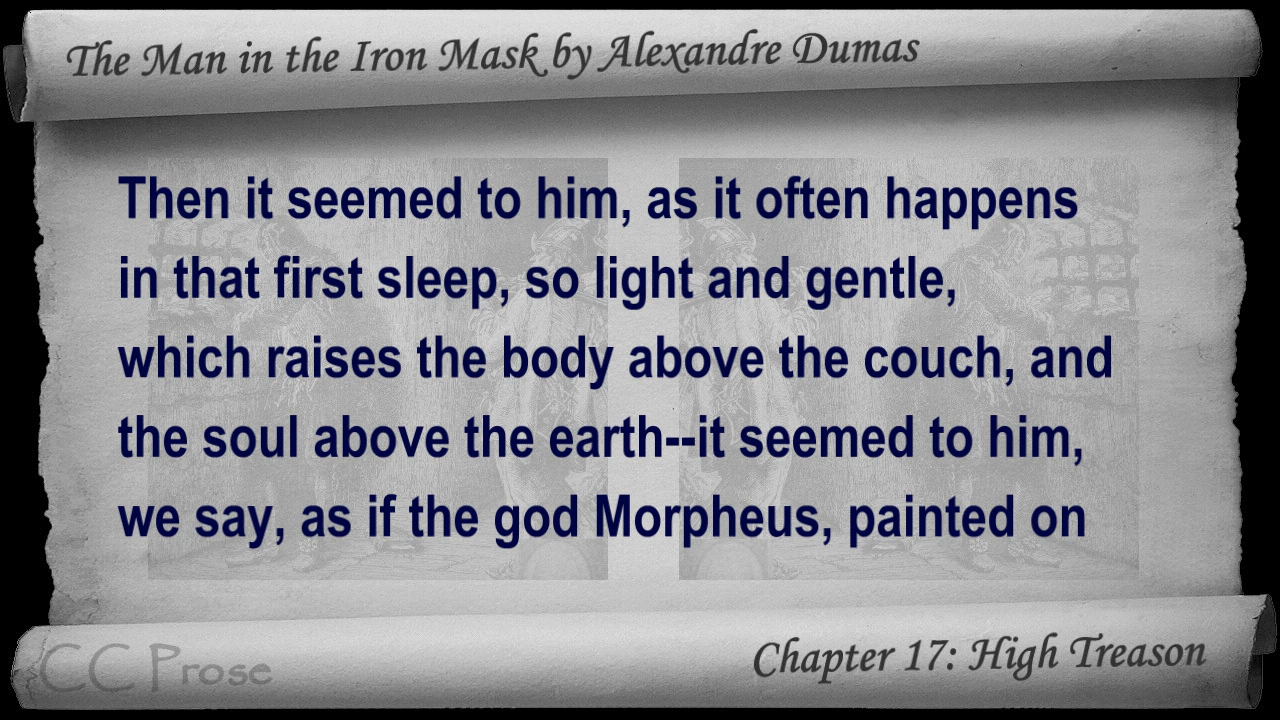 The Man in the Iron Mask by Alexandre Dumas
Then it seemed to him, as it often happens
in that first sleep, so light and gentle,
which raises the body above the couch, and
the soul above the earth--it seemed to him,
we say, as if the god Morpheus, painted on
Chapter 17: High Treason
CC Prose